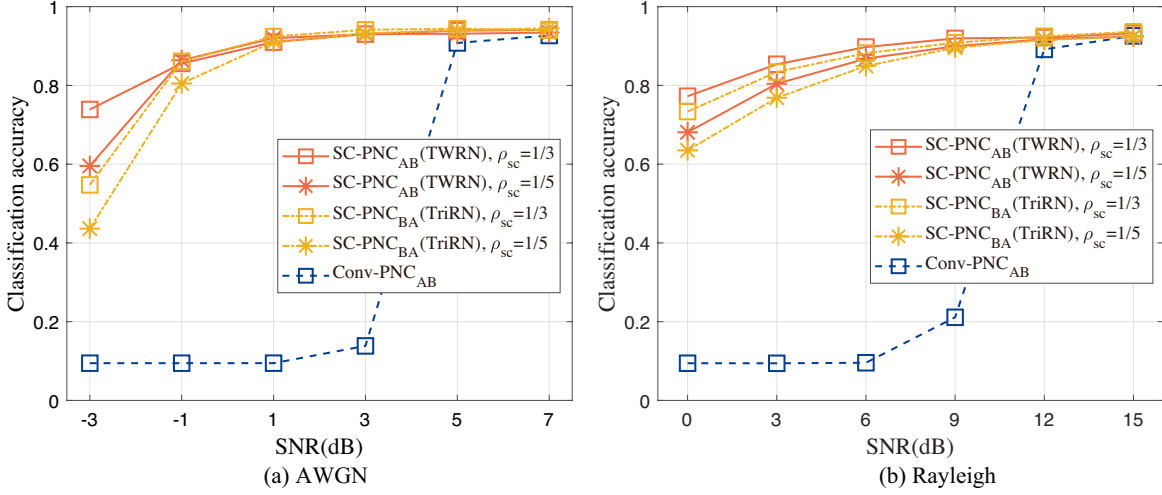 Classification accuracy
1
0.8
0.6
0.4
0.2
0
-3 -1 1 3 5 7
SNR(dB)
SC-PNC_AB(TWRN), ρ_sc=1/3
SC-PNC_AB(TWRN), ρ_sc=1/5
SC-PNC_BA(TriRN), ρ_sc=1/3
SC-PNC_BA(TriRN), ρ_sc=1/5
Conv-PNC_AB
(a) AWGN
Classification accuracy
1
0.8
0.6
0.4
0.2
0
0 3 6 9 12 15
SNR(dB)
SC-PNC_AB(TWRN), ρ_sc=1/3
SC-PNC_AB(TWRN), ρ_sc=1/5
SC-PNC_BA(TriRN), ρ_sc=1/3
SC-PNC_BA(TriRN), ρ_sc=1/5
Conv-PNC_AB
(b) Rayleigh